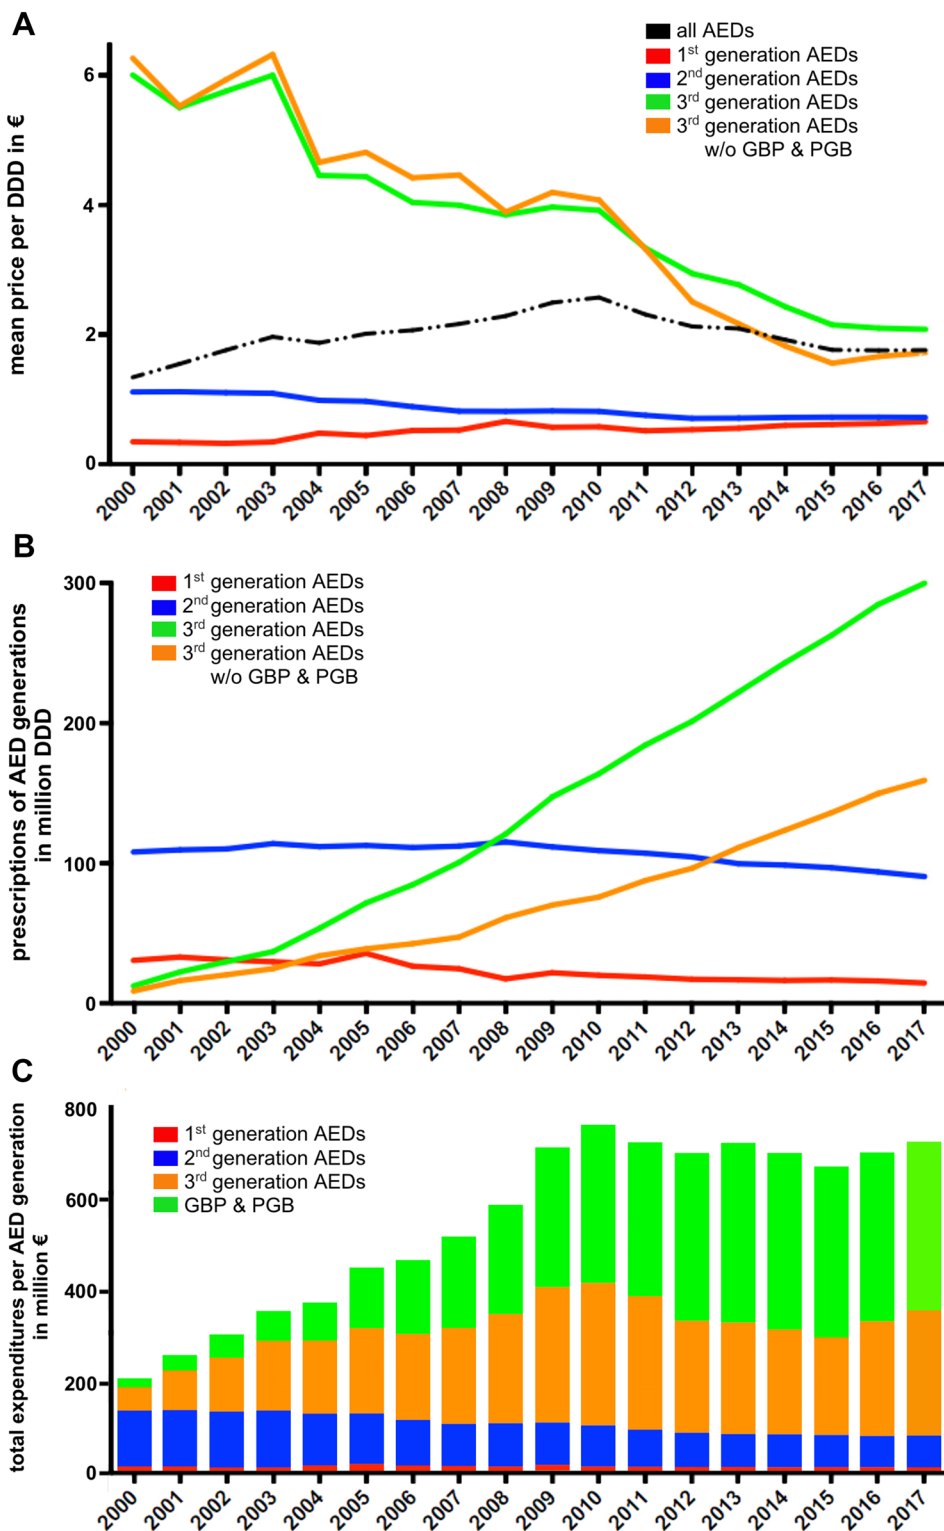 A
mean price per DDD in €
all AEDs
1st generation AEDs
2nd generation AEDs
3rd generation AEDs
3rd generation AEDs
w/o GBP & PGB
6
4
2
0
2000 2001 2002 2003 2004 2005 2006 2007 2008 2009 2010 2011 2012 2013 2014 2015 2016 2017
B
prescriptions of AED generations
in million DDD
1st generation AEDs
2nd generation AEDs
3rd generation AEDs
3rd generation AEDs
w/o GBP & PGB
300
200
100
0
2000 2001 2002 2003 2004 2005 2006 2007 2008 2009 2010 2011 2012 2013 2014 2015 2016 2017
C
total expenditures per AED generation
in million €
1st generation AEDs
2nd generation AEDs
3rd generation AEDs
GBP & PGB
800
600
400
200
0
2000 2001 2002 2003 2004 2005 2006 2007 2008 2009 2010 2011 2012 2013 2014 2015 2016 2017